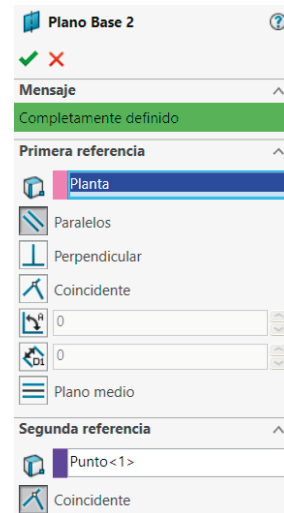 Plano Base 2
Mensaje
Completamente definido
Primera referencia
Planta
Paralelos
Perpendicular
Coincidente
0
0
Plano medio
Segunda referencia
Punto<1>
Coincidente